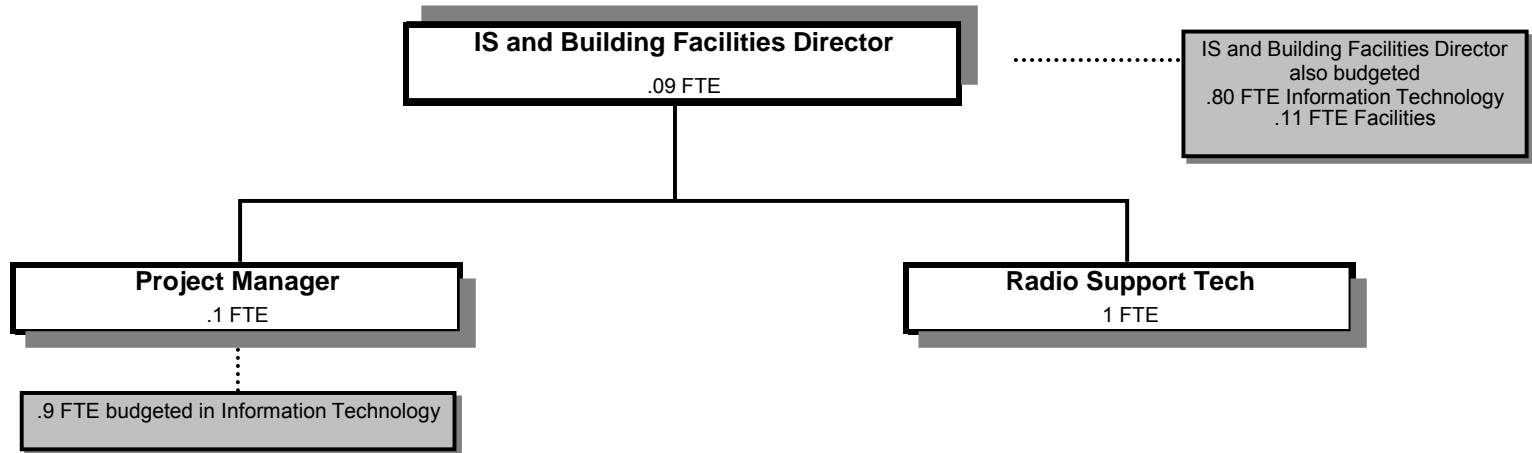 IS and Building Facilities Director
.09 FTE
IS and Building Facilities Director
also budgeted
.80 FTE Information Technology
.11 FTE Facilities
Project Manager
.1 FTE
Radio Support Tech
1 FTE
.9 FTE budgeted in Information Technology